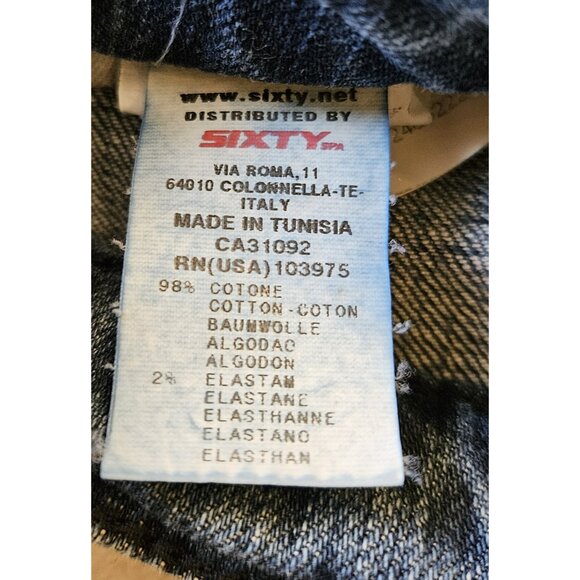 www.sixty.net
DISTRIBUTED BY
SIXTY SPA
VIA ROMA,11
64010 COLONNELLA-TE-
ITALY
MADE IN TUNISIA
CA31092
RN(USA)103975
98% COTONE
COTTON-COTON
BAUMWOLLE
ALGODAO
ALGODON
2% ELASTAM
ELASTANE
ELASTHANNE
ELASTANO
ELASTHAN